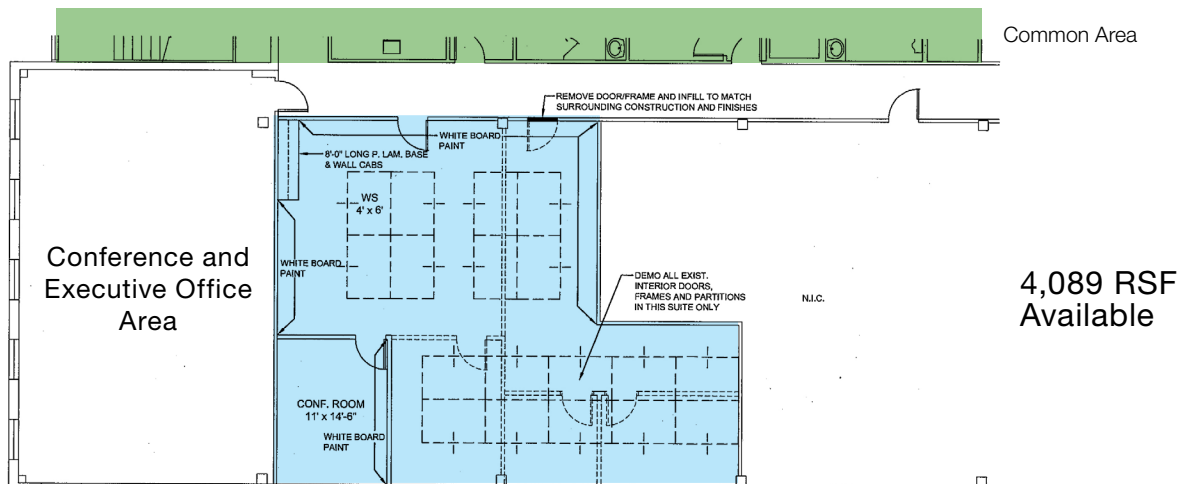 Common Area
REMOVE DOOR/FRAME AND INFILL TO MATCH
SURROUNDING CONSTRUCTION AND FINISHES
WHITE BOARD
PAINT
8'-0" LONG P. LAM. BASE
& WALL CABS
WS
4' x 6'
Conference and
Executive Office
Area
WHITE BOARD
PAINT
DEMO ALL EXIST.
INTERIOR DOORS,
FRAMES AND PARTITIONS
IN THIS SUITE ONLY
N.I.C.
4,089 RSF
Available
CONF. ROOM
11' x 14'-6"
WHITE BOARD
PAINT